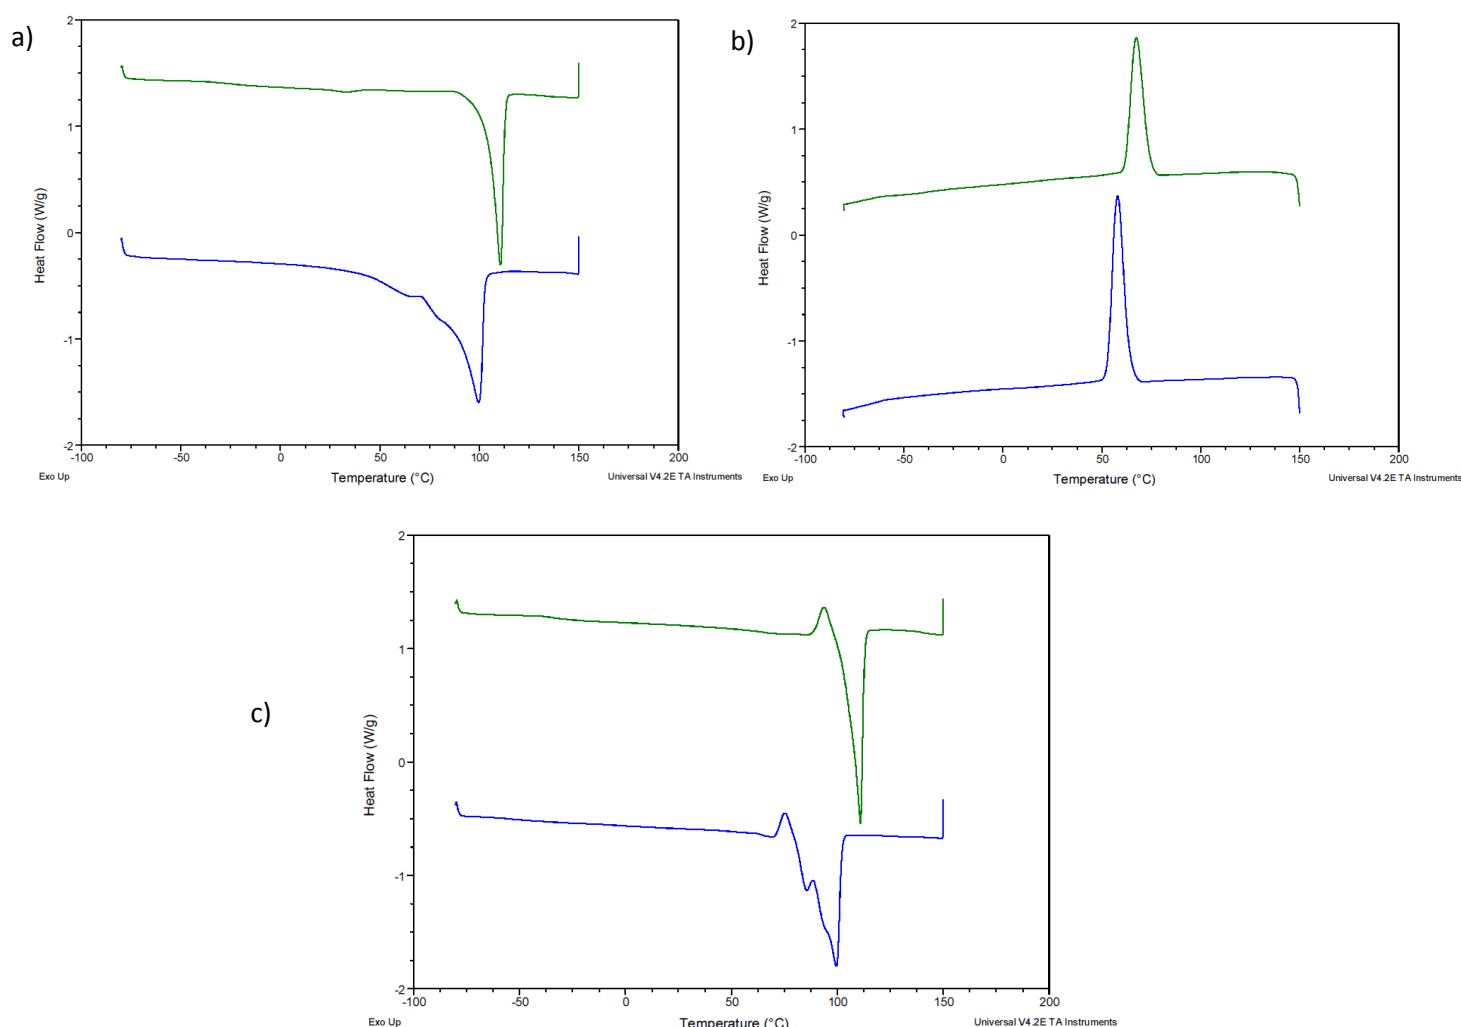 a)
2
1
0
-1
-2
Heat Flow (W/g)
-100 -50 0 50 100 150 200
Exo Up Temperature (°C) Universal V4.2E TA Instruments
b)
2
1
0
-1
-2
Heat Flow (W/g)
-100 -50 0 50 100 150 200
Exo Up Temperature (°C) Universal V4.2E TA Instruments
c)
2
1
0
-1
-2
Heat Flow (W/g)
-100 -50 0 50 100 150 200
Exo Up Temperature (°C) Universal V4.2E TA Instruments